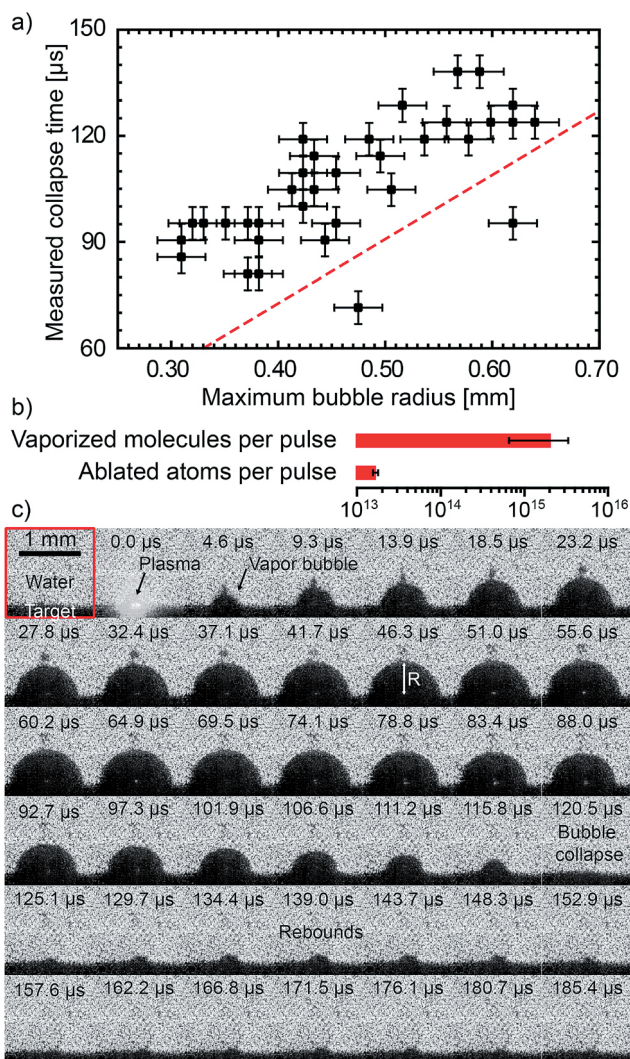 a)
150
120
90
60
Measured collapse time [µs]
0.30 0.40 0.50 0.60 0.70
Maximum bubble radius [mm]
b)
Vaporized molecules per pulse
Ablated atoms per pulse
10^13 10^14 10^15 10^16
c)
1 mm 0.0 µs 4.6 µs 9.3 µs 13.9 µs 18.5 µs 23.2 µs
Plasma Vapor bubble
Water
Target
27.8 µs 32.4 µs 37.1 µs 41.7 µs 46.3 µs 51.0 µs 55.6 µs
R
60.2 µs 64.9 µs 69.5 µs 74.1 µs 78.8 µs 83.4 µs 88.0 µs
92.7 µs 97.3 µs 101.9 µs 106.6 µs 111.2 µs 115.8 µs 120.5 µs
Bubble
collapse
125.1 µs 129.7 µs 134.4 µs 139.0 µs 143.7 µs 148.3 µs 152.9 µs
Rebounds
157.6 µs 162.2 µs 166.8 µs 171.5 µs 176.1 µs 180.7 µs 185.4 µs